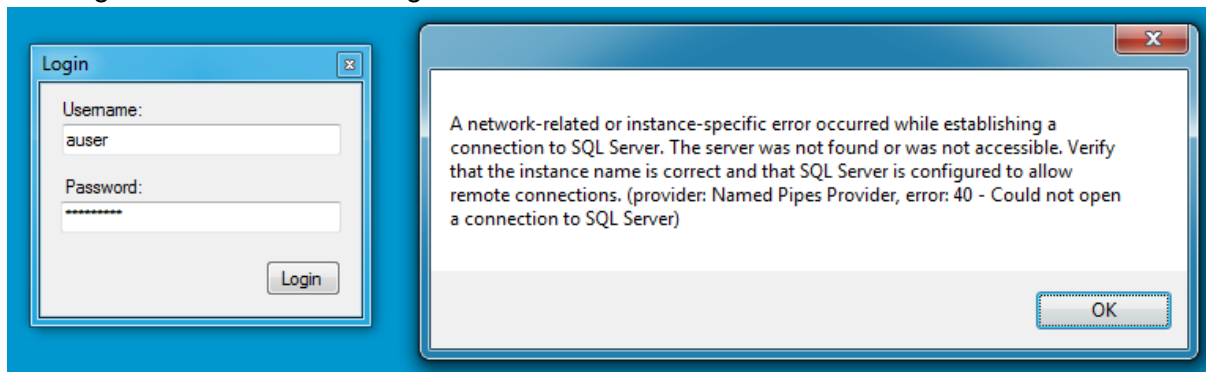 Login
Username:
auser
Password:
*********
Login
A network-related or instance-specific error occurred while establishing a
connection to SQL Server. The server was not found or was not accessible. Verify
that the instance name is correct and that SQL Server is configured to allow
remote connections. (provider: Named Pipes Provider, error: 40 - Could not open
a connection to SQL Server)
OK